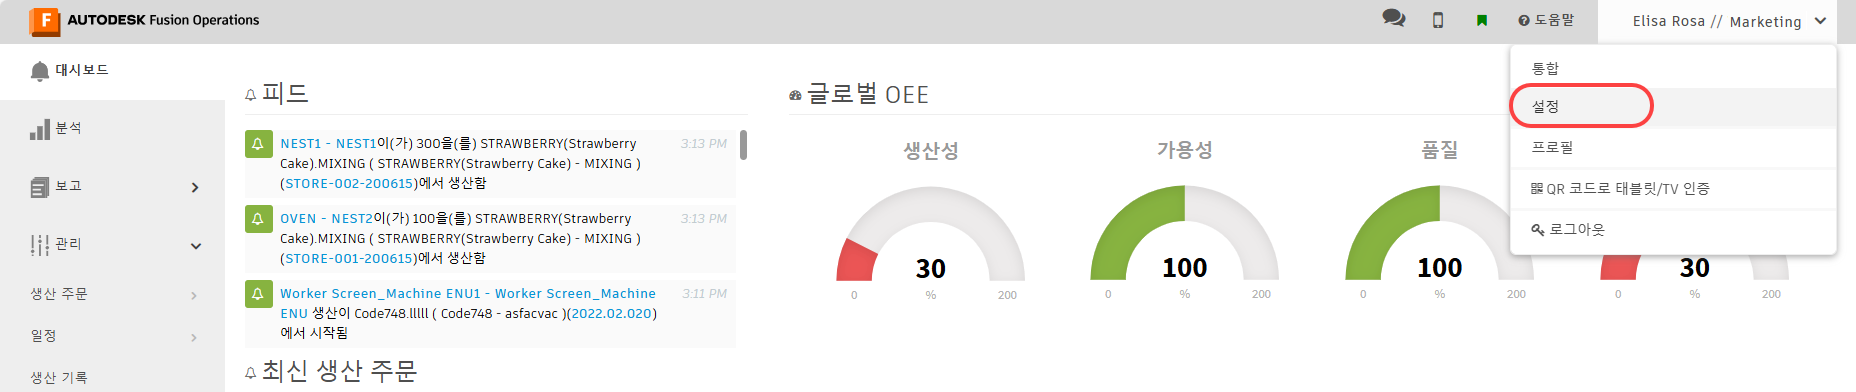 AUTODESK Fusion Operations
도움말
Elisa Rosa // Marketing
통합
설정
프로필
QR 코드로 태블릿/TV 인증
로그아웃
대시보드
분석
보고
관리
생산 주문
일정
생산 기록
피드
NEST1 - NEST1이(가) 300을(를) STRAWBERRY(Strawberry
Cake).MIXING ( STRAWBERRY(Strawberry Cake) - MIXING )
(STORE-002-200615)에서 생산함
3:13 PM
OVEN - NEST2이(가) 100을(를) STRAWBERRY(Strawberry
Cake).MIXING ( STRAWBERRY(Strawberry Cake) - MIXING )
(STORE-001-200615)에서 생산함
3:13 PM
Worker Screen_Machine ENU1 - Worker Screen_Machine
ENU 생산이 Code748.lllll ( Code748 - asfacvac )(2022.02.020)
에서 시작됨
3:11 PM
최신 생산 주문
글로벌 OEE
생산성
30
0 % 200
가용성
100
0 % 200
품질
100
0 % 200
30
0 % 200